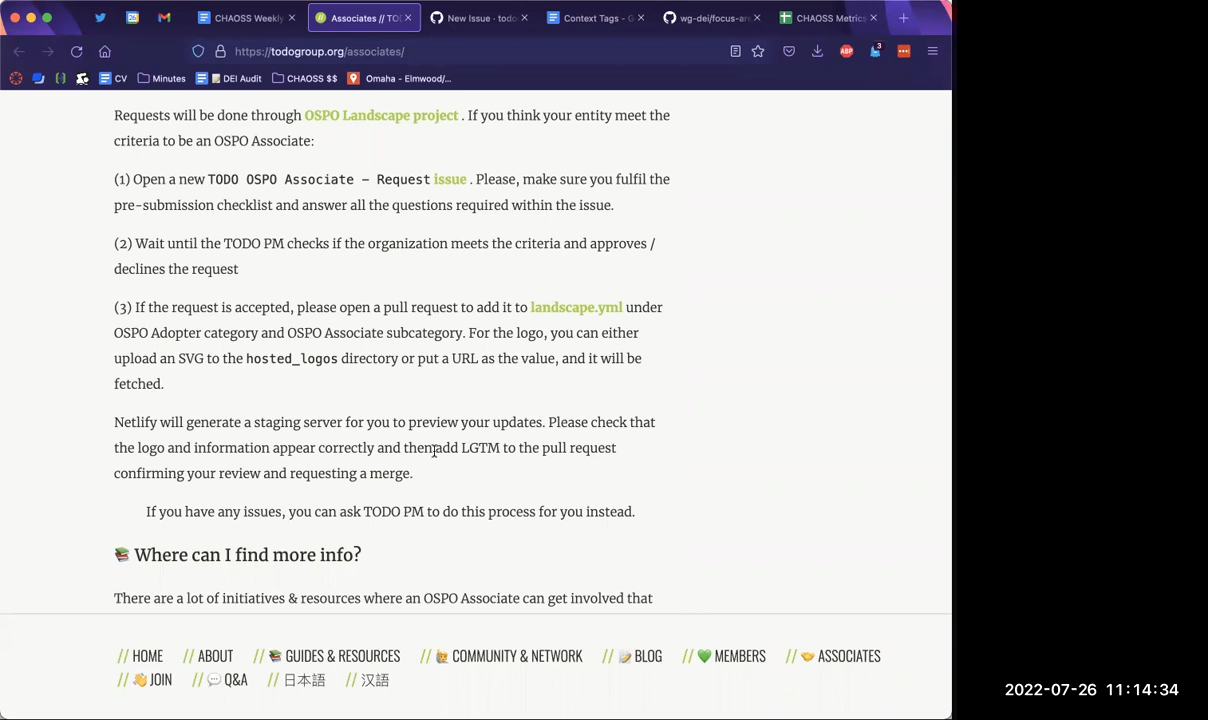 CHAOSS Weekly
Associates // TO
New Issue · todo
Context Tags - G
wg-dei/focus-ar
CHAOSS Metrics
https://todogroup.org/associates/
ABP
3
CV
Minutes
DEI Audit
CHAOSS $$
Omaha - Elmwood/...
Requests will be done through OSPO Landscape project . If you think your entity meet the
criteria to be an OSPO Associate:
(1) Open a new TODO OSPO Associate - Request issue . Please, make sure you fulfil the
pre-submission checklist and answer all the questions required within the issue.
(2) Wait until the TODO PM checks if the organization meets the criteria and approves /
declines the request
(3) If the request is accepted, please open a pull request to add it to landscape.yml under
OSPO Adopter category and OSPO Associate subcategory. For the logo, you can either
upload an SVG to the hosted_logos directory or put a URL as the value, and it will be
fetched.
Netlify will generate a staging server for you to preview your updates. Please check that
the logo and information appear correctly and then add LGTM to the pull request
confirming your review and requesting a merge.
If you have any issues, you can ask TODO PM to do this process for you instead.
📚 Where can I find more info?
There are a lot of initiatives & resources where an OSPO Associate can get involved that
// HOME // ABOUT // 📚 GUIDES & RESOURCES // 🙋 COMMUNITY & NETWORK // 📝 BLOG // 💚 MEMBERS // 🤝 ASSOCIATES
// 👋 JOIN // 💬 Q&A // 日本語 // 汉语
2022-07-26 11:14:34